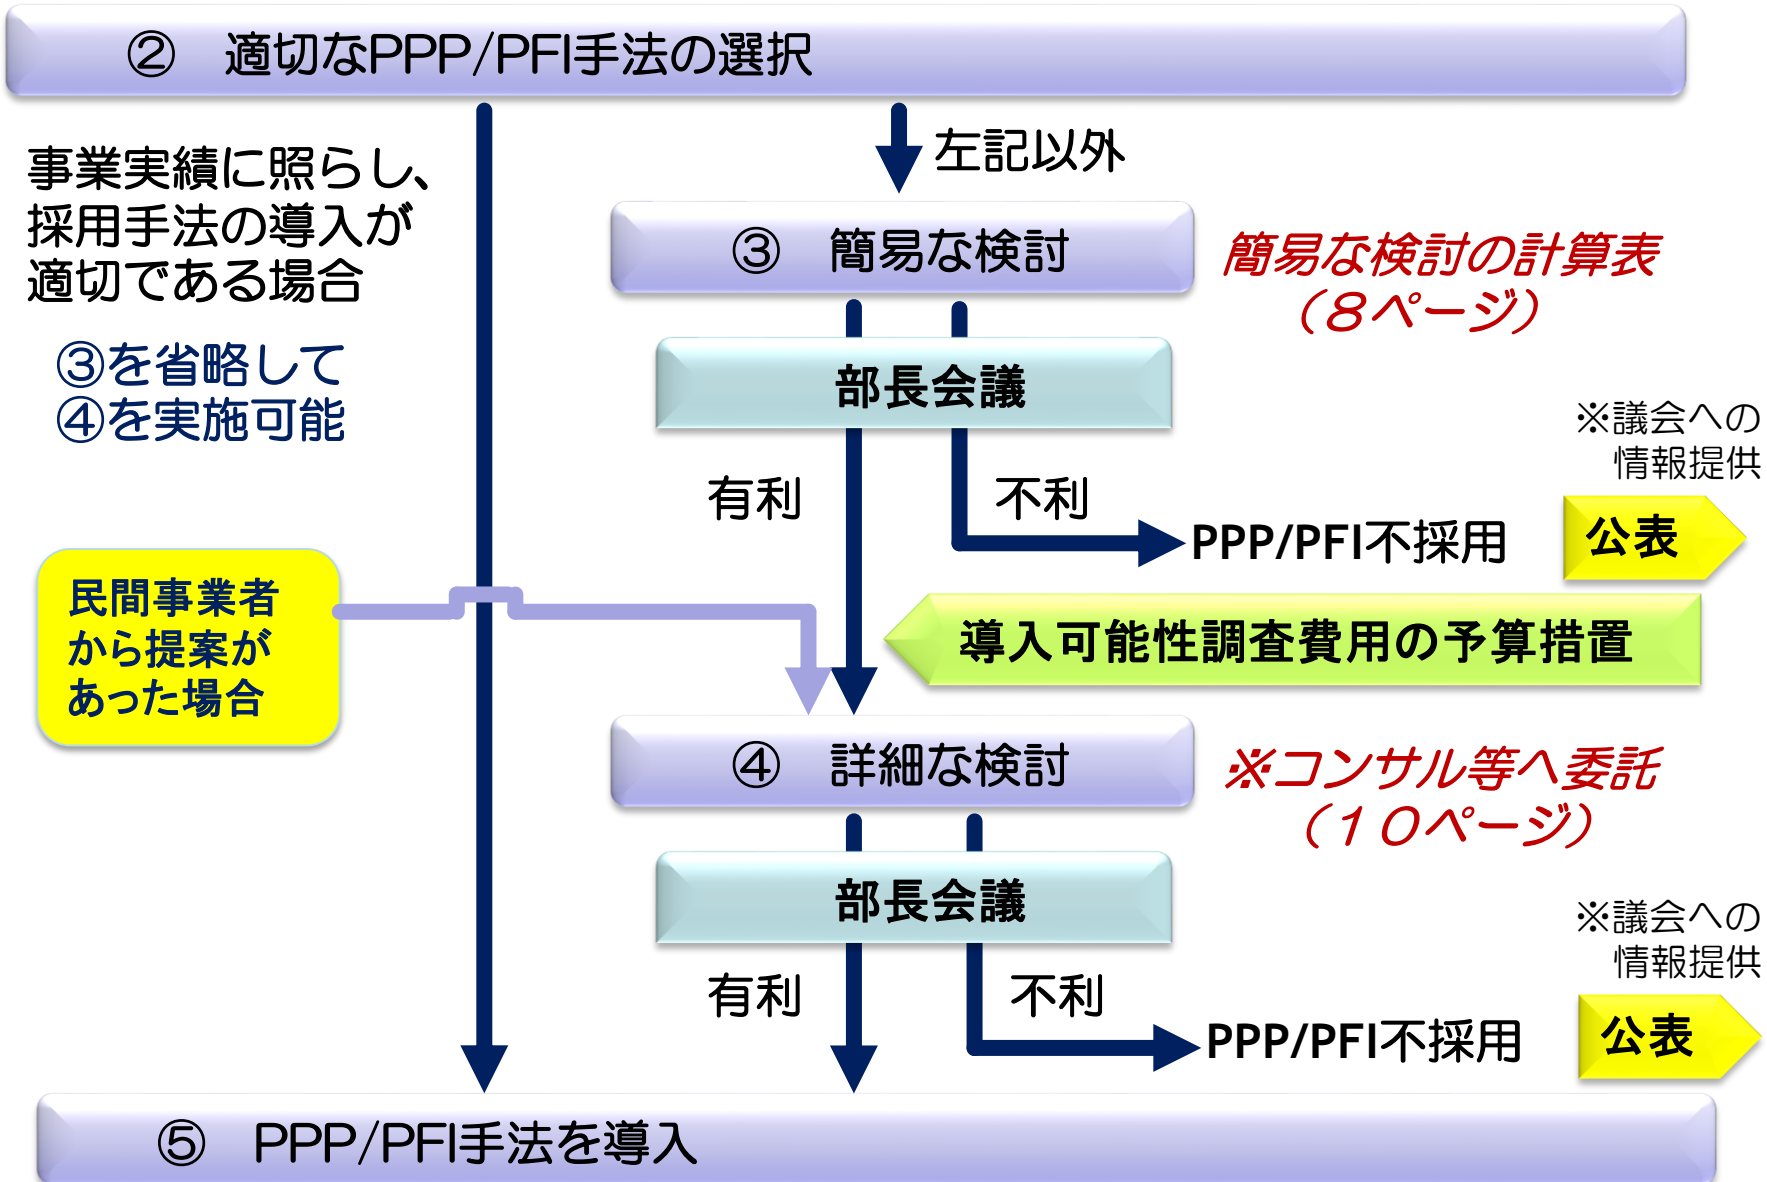 ② 適切なPPP/PFI手法の選択
事業実績に照らし、
採用手法の導入が
適切である場合
③を省略して
④を実施可能
左記以外
③ 簡易な検討
簡易な検討の計算表
（８ページ）
部長会議
有利
不利
PPP/PFI不採用
※議会への
情報提供
公表
民間事業者
から提案が
あった場合
導入可能性調査費用の予算措置
④ 詳細な検討
※コンサル等へ委託
（１０ページ）
部長会議
有利
不利
PPP/PFI不採用
※議会への
情報提供
公表
⑤ PPP/PFI手法を導入